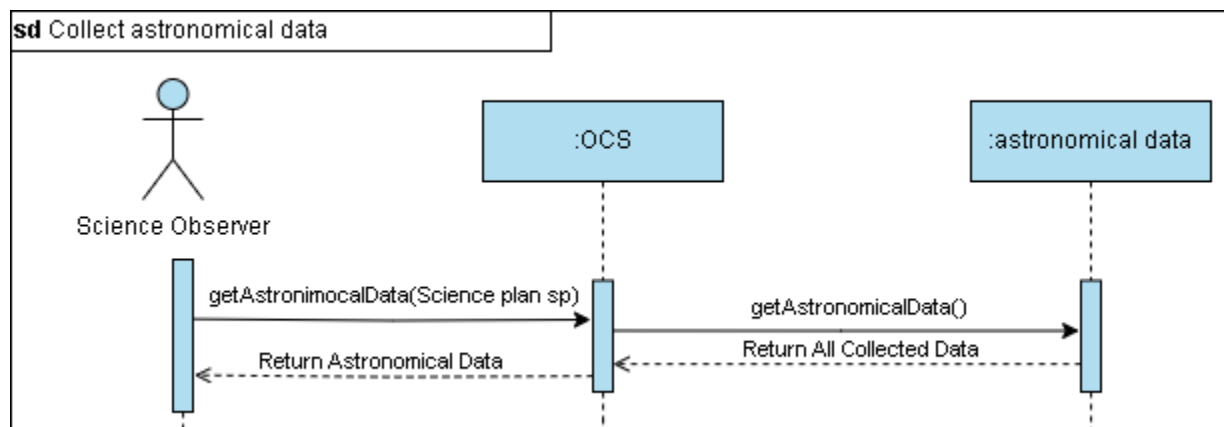 sd Collect astronomical data
:OCS
:astronomical data
Science Observer
getAstronimocalData(Science plan sp)
getAstronomicalData()
Return All Collected Data
Return Astronomical Data